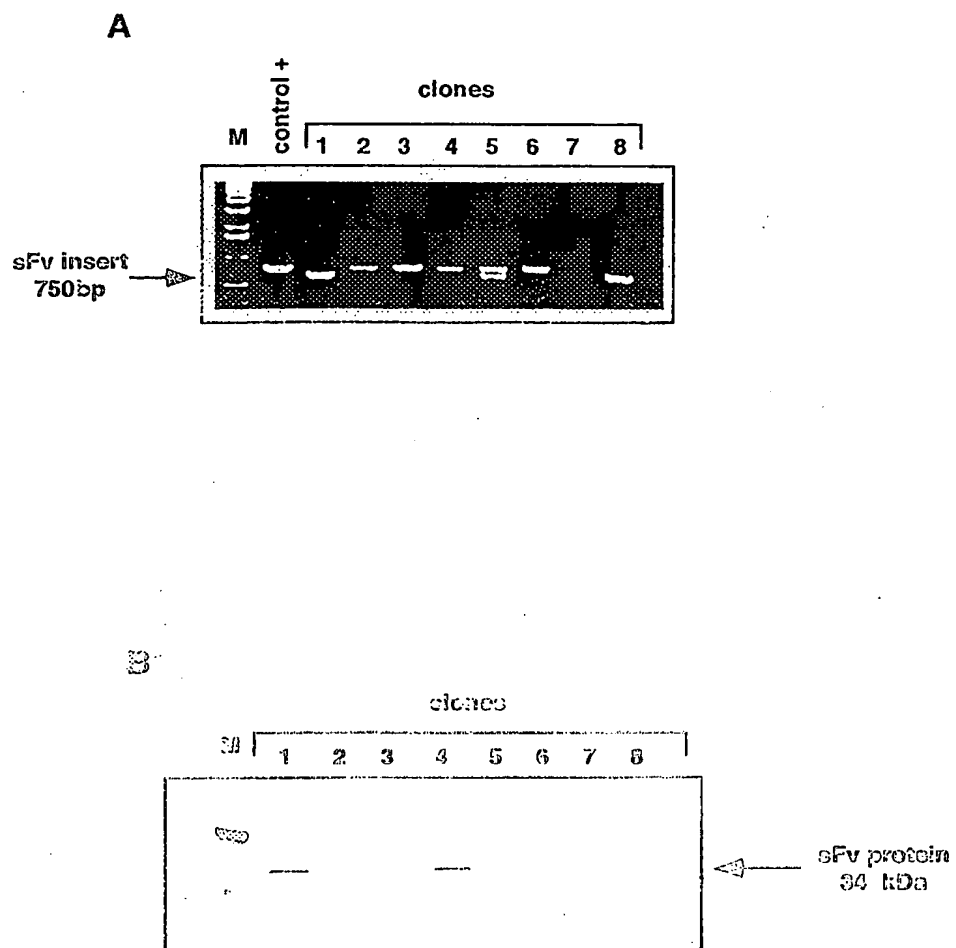 A
control +
clones
M
1 2 3 4 5 6 7 8
sFv insert
750bp
B
clones
M
1 2 3 4 5 6 7 8
sFv protein
34 kDa